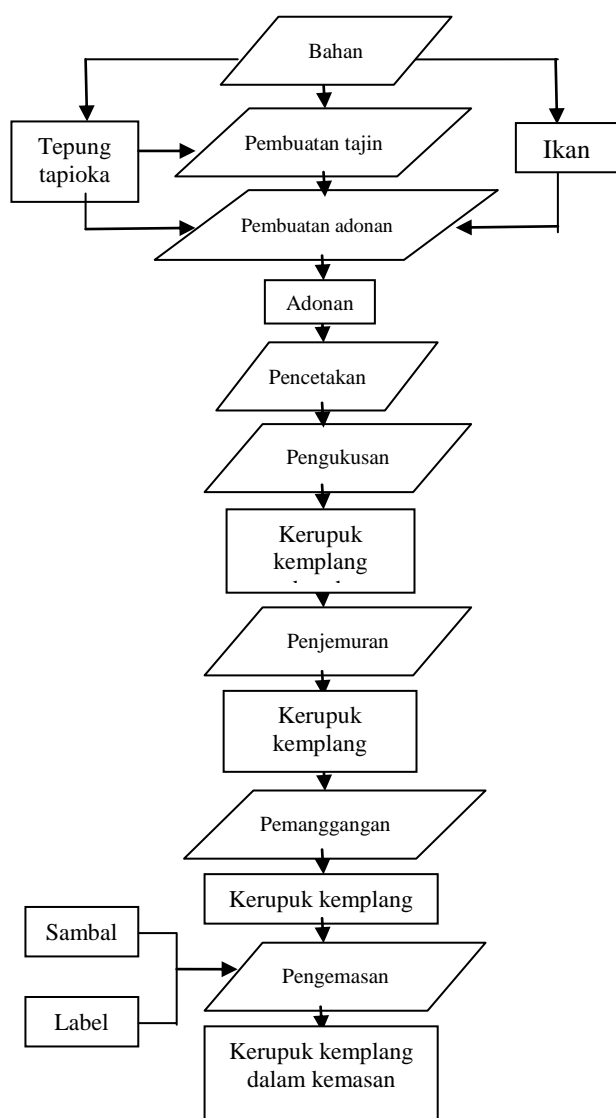 Bahan
Tepung
tapioka
Pembuatan tajin
Ikan
Pembuatan adonan
Adonan
Pencetakan
Pengukusan
Kerupuk
kemplang
Penjemuran
Kerupuk
kemplang
Pemanggangan
Kerupuk kemplang
Sambal
Pengemasan
Label
Kerupuk kemplang
dalam kemasan